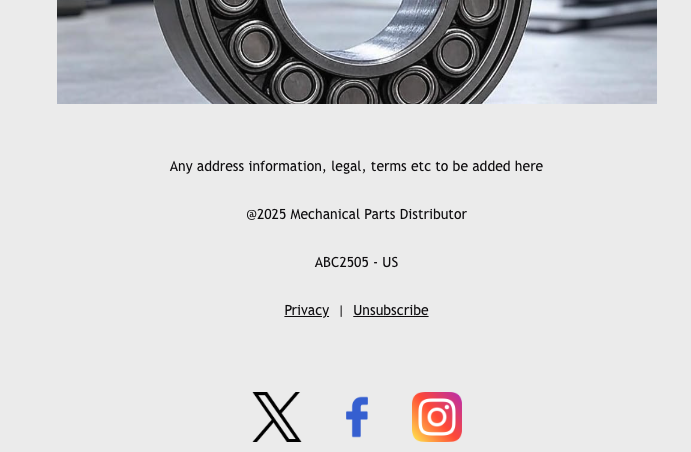 Any address information, legal, terms etc to be added here
@2025 Mechanical Parts Distributor
ABC2505 - US
Privacy | Unsubscribe